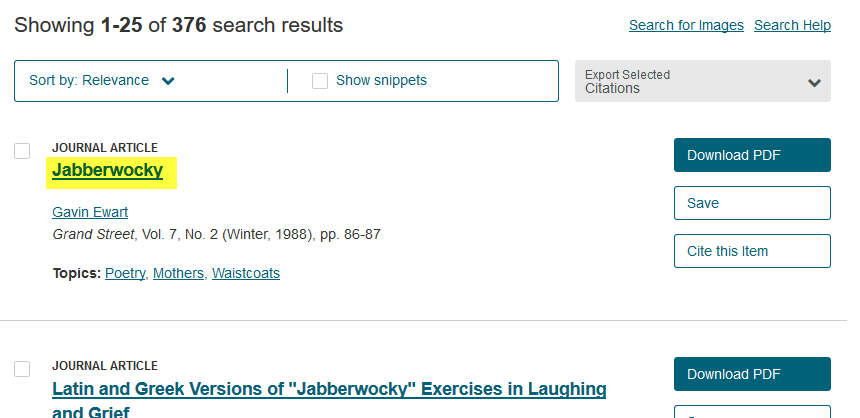 Showing 1-25 of 376 search results
Search for Images Search Help
Sort by: Relevance
Show snippets
Export Selected
Citations
JOURNAL ARTICLE
Jabberwocky
Download PDF
Save
Gavin Ewart
Grand Street, Vol. 7, No. 2 (Winter, 1988), pp. 86-87
Cite this Item
Topics: Poetry, Mothers, Waistcoats
JOURNAL ARTICLE
Latin and Greek Versions of "Jabberwocky" Exercises in Laughing
and Grief
Download PDF